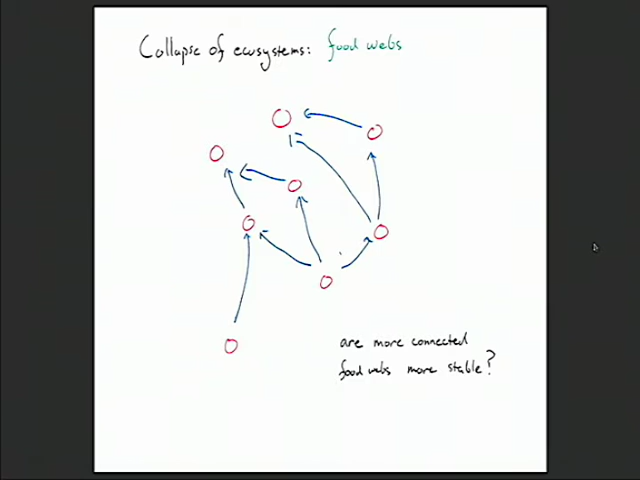 Collapse of ecosystems: food webs
are more connected
food webs more stable?